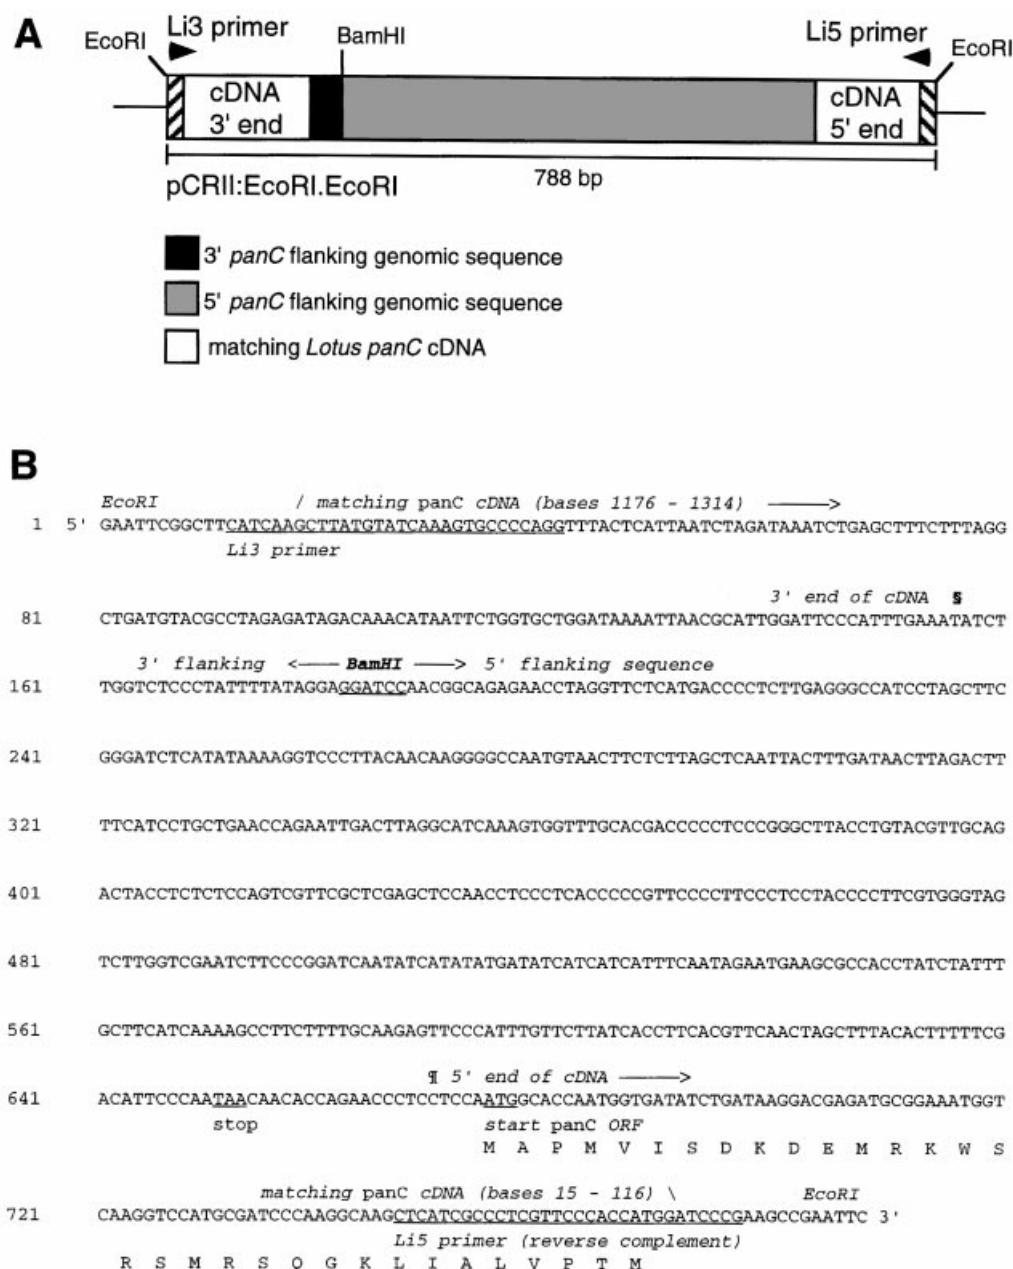 A
EcoRI
Li3 primer
BamHI
Li5 primer
EcoRI
cDNA
3' end
cDNA
5' end
788 bp
pCRII:EcoRI.EcoRI
3' panC flanking genomic sequence
5' panC flanking genomic sequence
matching Lotus panC cDNA
B
EcoRI / matching panC cDNA (bases 1176 - 1314) ———>
1 5' GAATTCGGCTTCATCAAGCTTATGTATCAAAGTGCCCCAGGTTTACTCATTAATCTAGATAAATCTGAGCTTTCTTTAGG
Li3 primer
3' end of cDNA §
81 CTGATGTACGCCTAGAGATAGACAAACATAATTCTGGTGCTGGATAAAATTAACGCATTGGATTCCCATTTGAAATATCT
3' flanking <—— BamHI ——> 5' flanking sequence
161 TGGTCTCCCTATTTTATAGGAGGATCCAACGGCAGAGAACCTAGGTTCTCATGACCCCTCTTGAGGGCCATCCTAGCTTC
241 GGGATCTCATATAAAAGGTCCCTTACAACAAGGGGCCAATGTAACTTCTCTTAGCTCAATTACTTTGATAACTTAGACTT
321 TTCATCCTGCTGAACCAGAATTGACTTAGGCATCAAAGTGGTTTGCACGACCCCCTCCCGGGCTTACCTGTACGTTGCAG
401 ACTACCTCTCTCCAGTCGTTCGCTCGAGCTCCAACCTCCCTCACCCCCGTTCCCCTTCCCTCCTACCCCTTCGTGGGTAG
481 TCTTGGTCGAATCTTCCCGGATCAATATCATATATGATATCATCATCATTTCAATAGAATGAAGCGCCACCTATCTATTT
561 GCTTCATCAAAAGCCTTCTTTTGCAAGAGTTCCCATTTGTTCTTATCACCTTCACGTTCAACTAGCTTTACACTTTTTCG
¶ 5' end of cDNA ———>
641 ACATTCCCAATAACAACACCAGAACCCTCCTCCAATGGCACCAATGGTGATATCTGATAAGGACGAGATGCGGAAATGGT
stop start panC ORF
M A P M V I S D K D E M R K W S
matching panC cDNA (bases 15 - 116) \ EcoRI
721 CAAGGTCCATGCGATCCCAAGGCAAGCTCATCGCCCTCGTTCCCACCATGGATCCCGAAGCCGAATTC 3'
Li5 primer (reverse complement)
R S M R S Q G K L I A L V P T M